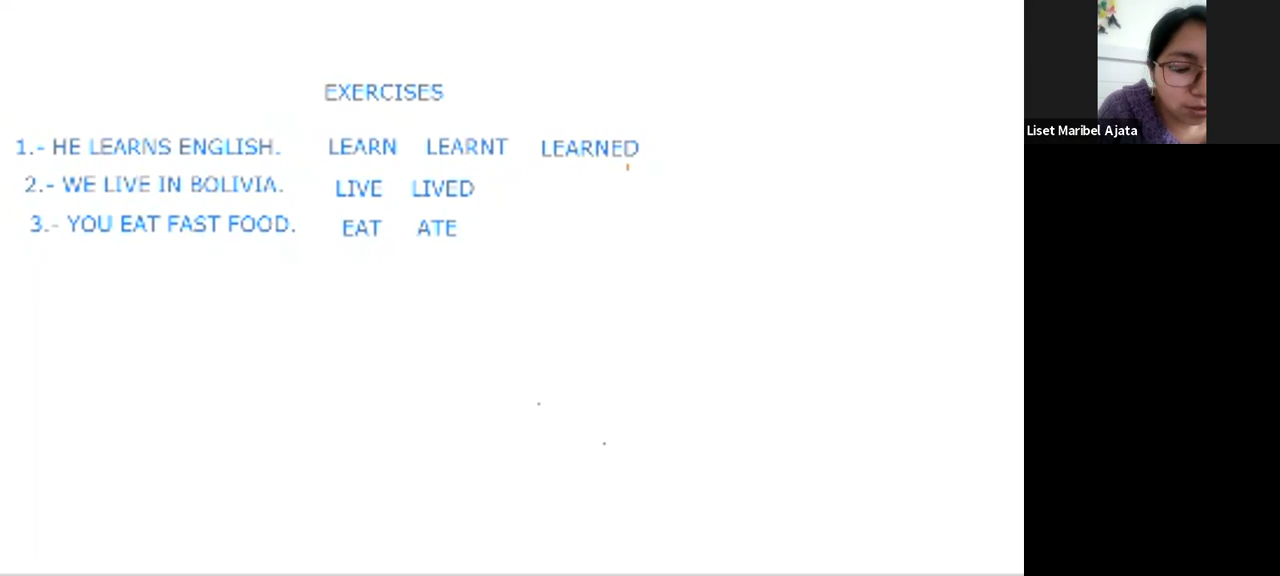 EXERCISES
1.- HE LEARNS ENGLISH. LEARN LEARNT LEARNED
2.- WE LIVE IN BOLIVIA. LIVE LIVED
3.- YOU EAT FAST FOOD. EAT ATE
Liset Maribel Ajata